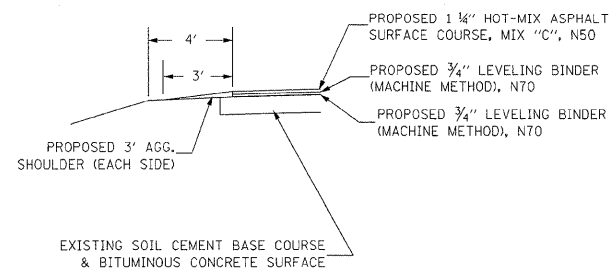 PROPOSED 1 ¼" HOT-MIX ASPHALT
SURFACE COURSE, MIX "C", N50
4'
3'
PROPOSED ¾" LEVELING BINDER
(MACHINE METHOD), N70
PROPOSED ¾" LEVELING BINDER
(MACHINE METHOD), N70
PROPOSED 3' AGG.
SHOULDER (EACH SIDE)
EXISTING SOIL CEMENT BASE COURSE
& BITUMINOUS CONCRETE SURFACE